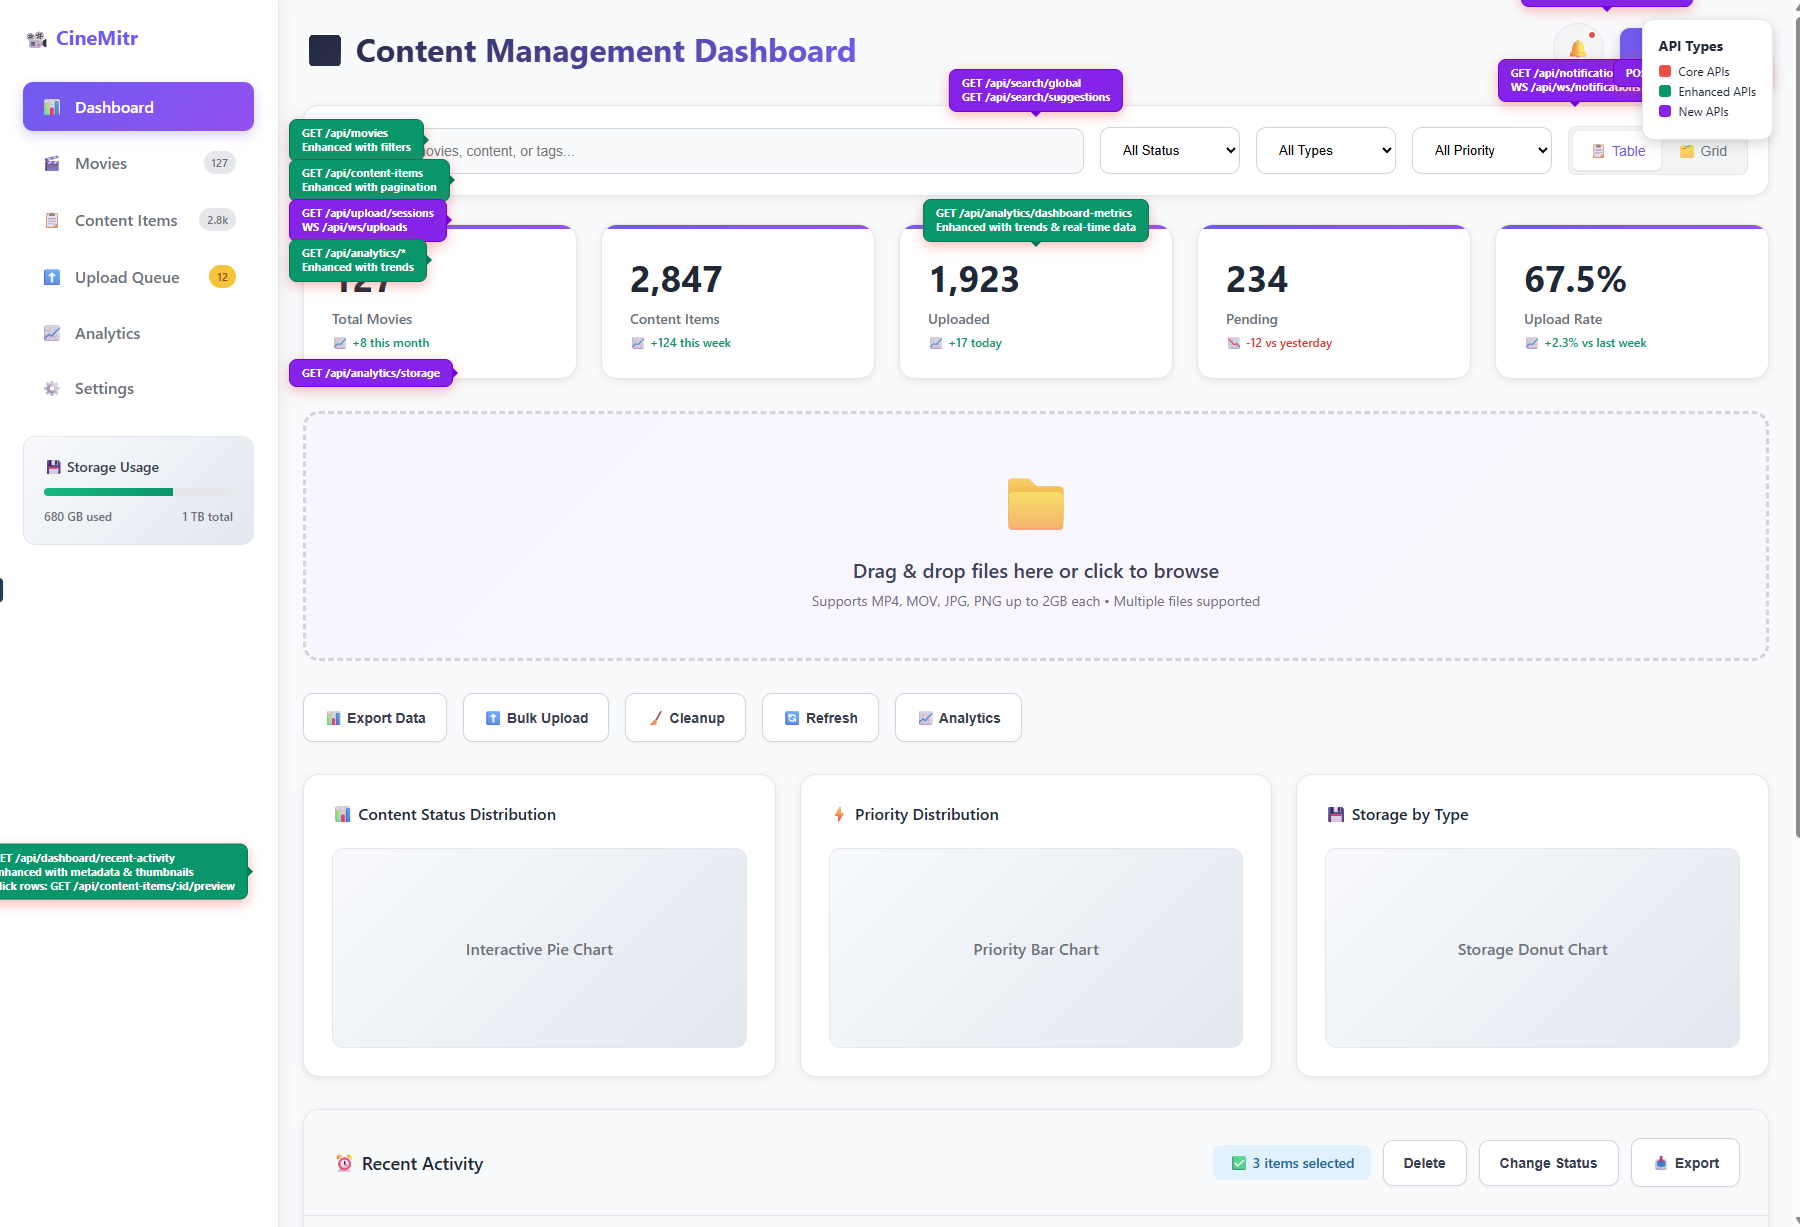 CineMitr
Dashboard
Movies
127
Content Items
2.8k
Upload Queue
12
Analytics
Settings
Storage Usage
680 GB used
1 TB total
/api/dashboard/recent-activity
with metadata & thumbnails
rows: GET /api/content-items/:id/preview
Content Management Dashboard
GET /api/search/global
GET /api/search/suggestions
WS /api/ws/notifications
GET
API Types
Core APIs
Enhanced APIs
New APIs
GET /api/movies
Enhanced with filters
content, or tags...
All Status
All Types
All Priority
Table
Grid
GET /api/content-items
Enhanced with pagination
GET /api/upload/sessions
WS /api/ws/uploads
GET /api/analytics/*
Enhanced with trends
GET /api/analytics/dashboard-metrics
Enhanced with trends & real-time data
127
Total Movies
+8 this month
2,847
Content Items
+124 this week
1,923
Uploaded
+17 today
234
Pending
-12 vs yesterday
67.5%
Upload Rate
+2.3% vs last week
GET /api/analytics/storage
Drag & drop files here or click to browse
Supports MP4, MOV, JPG, PNG up to 2GB each • Multiple files supported
Export Data
Bulk Upload
Cleanup
Refresh
Analytics
Content Status Distribution
Interactive Pie Chart
Priority Distribution
Priority Bar Chart
Storage by Type
Storage Donut Chart
Recent Activity
3 items selected
Delete
Change Status
Export